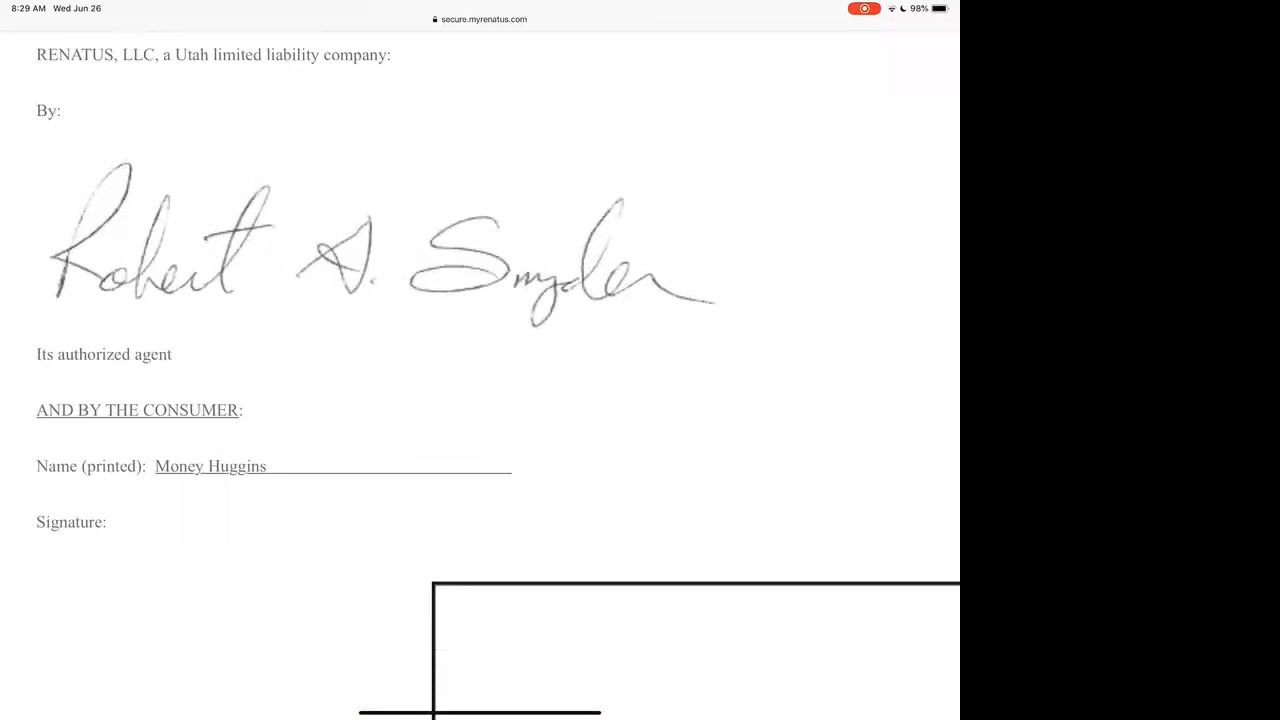 8:29 AM Wed Jun 26 98%
secure.myrenatus.com
RENATUS, LLC, a Utah limited liability company:
By:
Robert A. Snyder
Its authorized agent
AND BY THE CONSUMER:
Name (printted): Money Huggins
Signature: